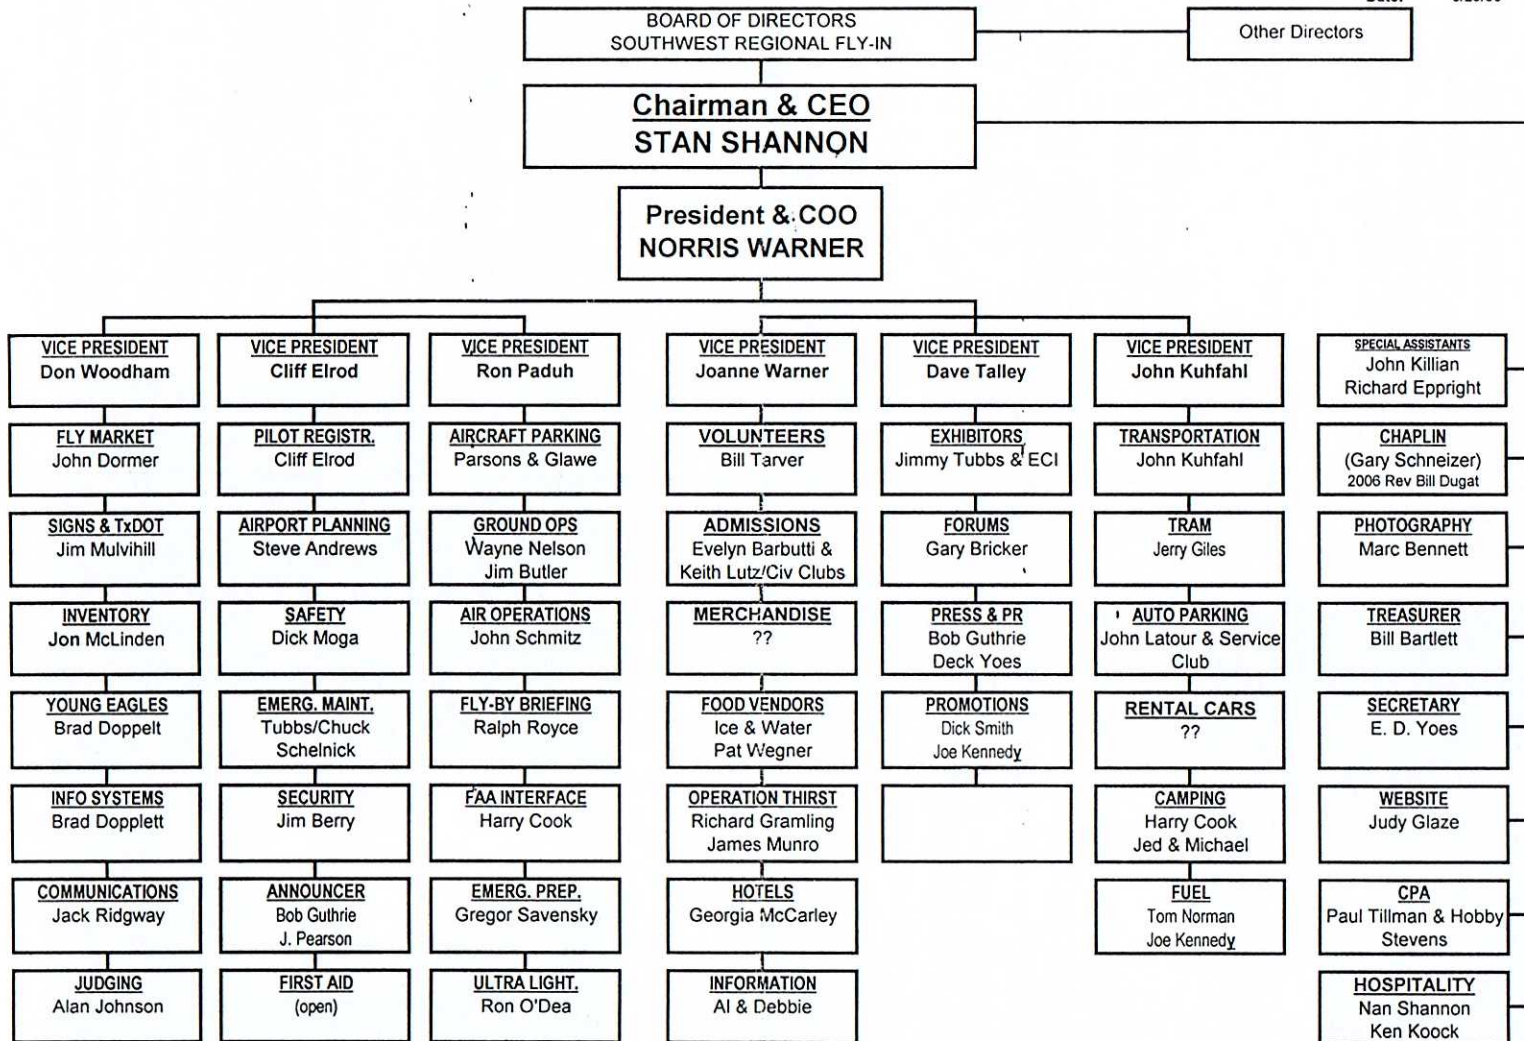 BOARD OF DIRECTORS
SOUTHWEST REGIONAL FLY-IN
Other Directors
Chairman & CEO
STAN SHANNON
President & COO
NORRIS WARNER
VICE PRESIDENT
Don Woodham
FLY MARKET
John Dormer
SIGNS & TxDOT
Jim Mulvihill
INVENTORY
Jon McLinden
YOUNG EAGLES
Brad Doppelt
INFO SYSTEMS
Brad Dopplett
COMMUNICATIONS
Jack Ridgway
JUDGING
Alan Johnson
VICE PRESIDENT
Cliff Elrod
PILOT REGISTR.
Cliff Elrod
AIRPORT PLANNING
Steve Andrews
SAFETY
Dick Moga
EMERG. MAINT.
Tubbs/Chuck
Schelnick
SECURITY
Jim Berry
ANNOUNCER
Bob Guthrie
J. Pearson
FIRST AID
(open)
VICE PRESIDENT
Ron Paduh
AIRCRAFT PARKING
Parsons & Glawe
GROUND OPS
Wayne Nelson
Jim Butler
AIR OPERATIONS
John Schmitz
FLY-BY BRIEFING
Ralph Royce
FAA INTERFACE
Harry Cook
EMERG. PREP.
Gregor Savensky
ULTRA LIGHT.
Ron O'Dea
VICE PRESIDENT
Joanne Warner
VOLUNTEERS
Bill Tarver
ADMISSIONS
Evelyn Barbutti &
Keith Lutz/Civ Clubs
MERCHANDISE
??
FOOD VENDORS
Ice & Water
Pat Wegner
OPERATION THIRST
Richard Gramling
James Munro
HOTELS
Georgia McCarley
INFORMATION
Al & Debbie
VICE PRESIDENT
Dave Talley
EXHIBITORS
Jimmy Tubbs & ECI
FORUMS
Gary Bricker
PRESS & PR
Bob Guthrie
Deck Yoes
PROMOTIONS
Dick Smith
Joe Kennedy
VICE PRESIDENT
John Kuhfahl
TRANSPORTATION
John Kuhfahl
TRAM
Jerry Giles
AUTO PARKING
John Latour & Service
Club
RENTAL CARS
??
CAMPING
Harry Cook
Jed & Michael
FUEL
Tom Norman
Joe Kennedy
SPECIAL ASSISTANTS
John Killian
Richard Eppright
CHAPLIN
(Gary Schneizer)
2006 Rev Bill Dugat
PHOTOGRAPHY
Marc Bennett
TREASURER
Bill Bartlett
SECRETARY
E. D. Yoes
WEBSITE
Judy Glaze
CPA
Paul Tillman & Hobby
Stevens
HOSPITALITY
Nan Shannon
Ken Koock